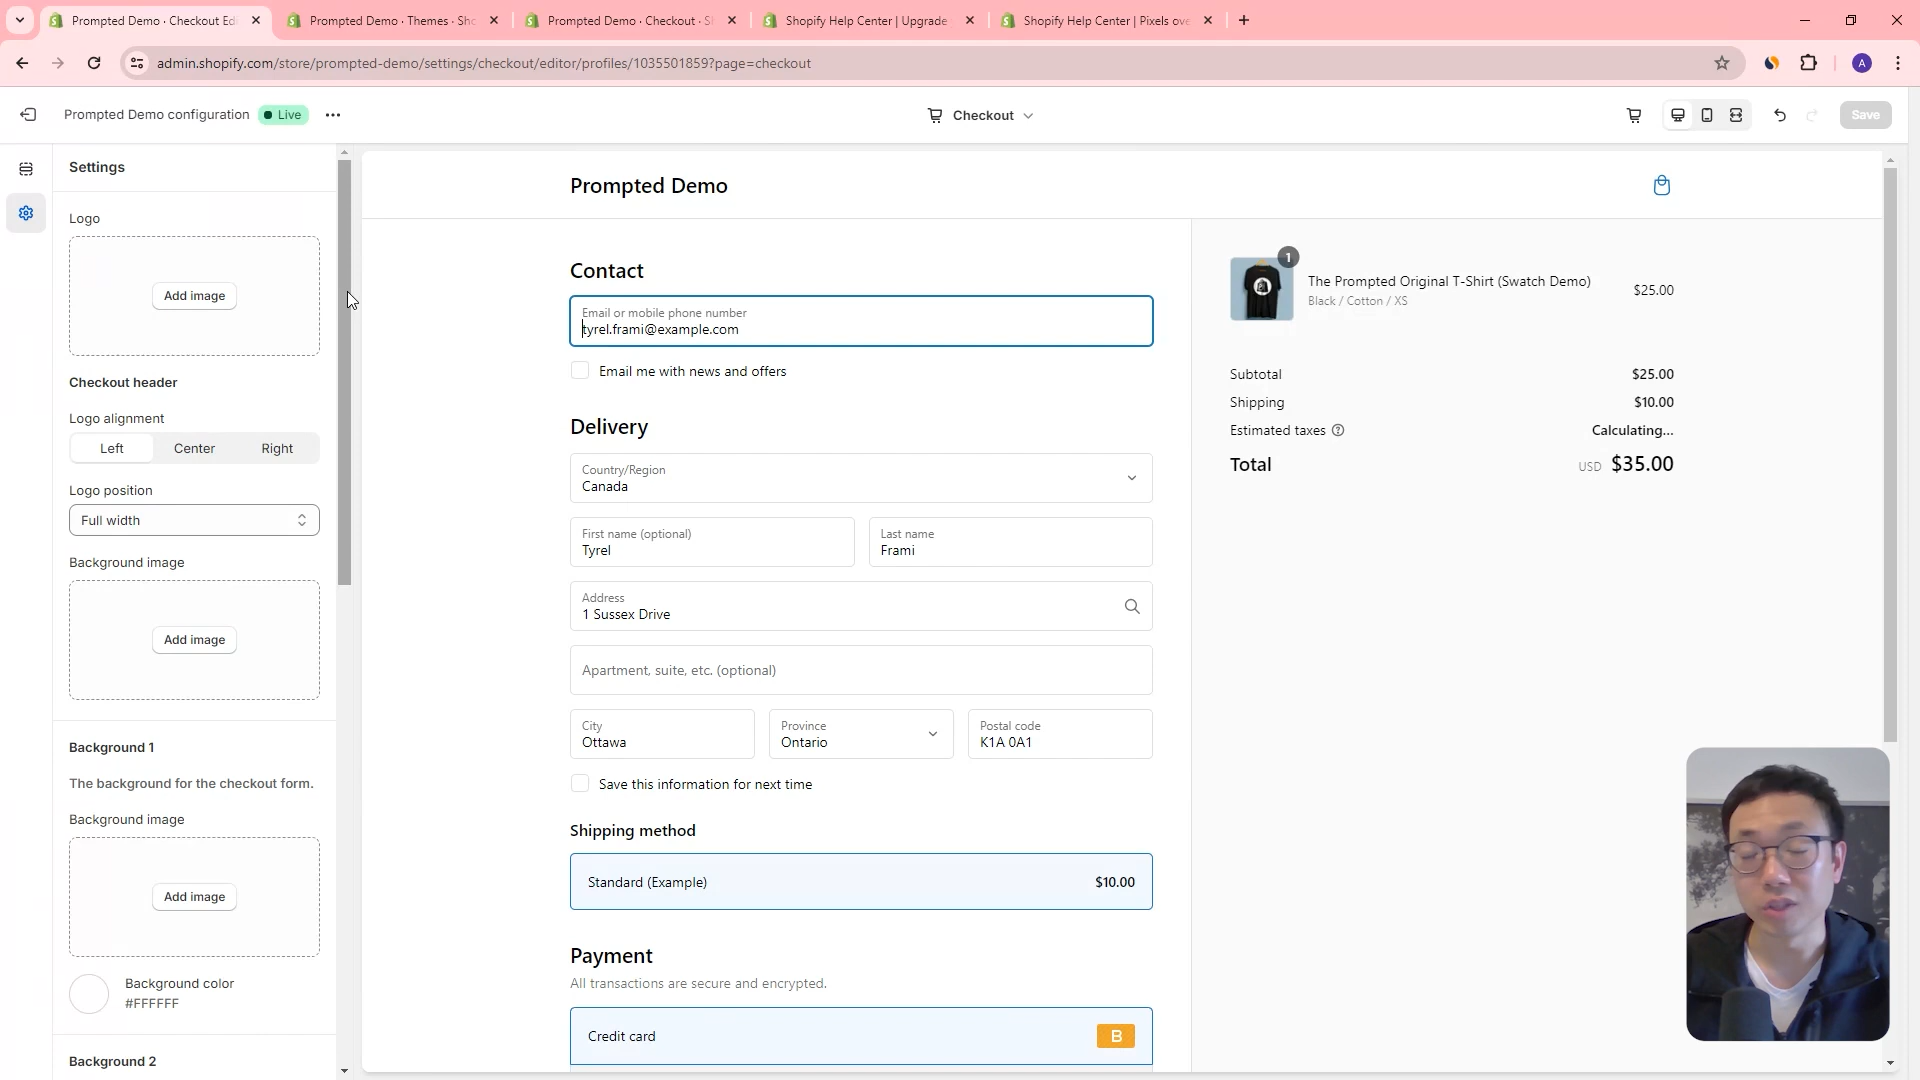 Prompted Demo · Checkout Edi
Prompted Demo · Themes · Sho
Prompted Demo · Checkout · S
Shopify Help Center | Upgrade
Shopify Help Center | Pixels ove
admin.shopify.com/store/prompted-demo/settings/checkout/editor/profiles/1035501859?page=checkout
A
Prompted Demo configuration
Live
Checkout
Save
Settings
Logo
Add image
Checkout header
Logo alignment
Left
Center
Right
Logo position
Full width
Background image
Add image
Background 1
The background for the checkout form.
Background image
Add image
Background color
#FFFFFF
Background 2
Prompted Demo
Contact
Email or mobile phone number
tyrel.frami@example.com
Email me with news and offers
Delivery
Country/Region
Canada
First name (optional)
Tyrel
Last name
Frami
Address
1 Sussex Drive
Apartment, suite, etc. (optional)
City
Ottawa
Province
Ontario
Postal code
K1A 0A1
Save this information for next time
Shipping method
Standard (Example)
$10.00
Payment
All transactions are secure and encrypted.
Credit card
B
1
The Prompted Original T-Shirt (Swatch Demo)
Black / Cotton / XS
$25.00
Subtotal
$25.00
Shipping
$10.00
Estimated taxes
Calculating...
Total
USD $35.00